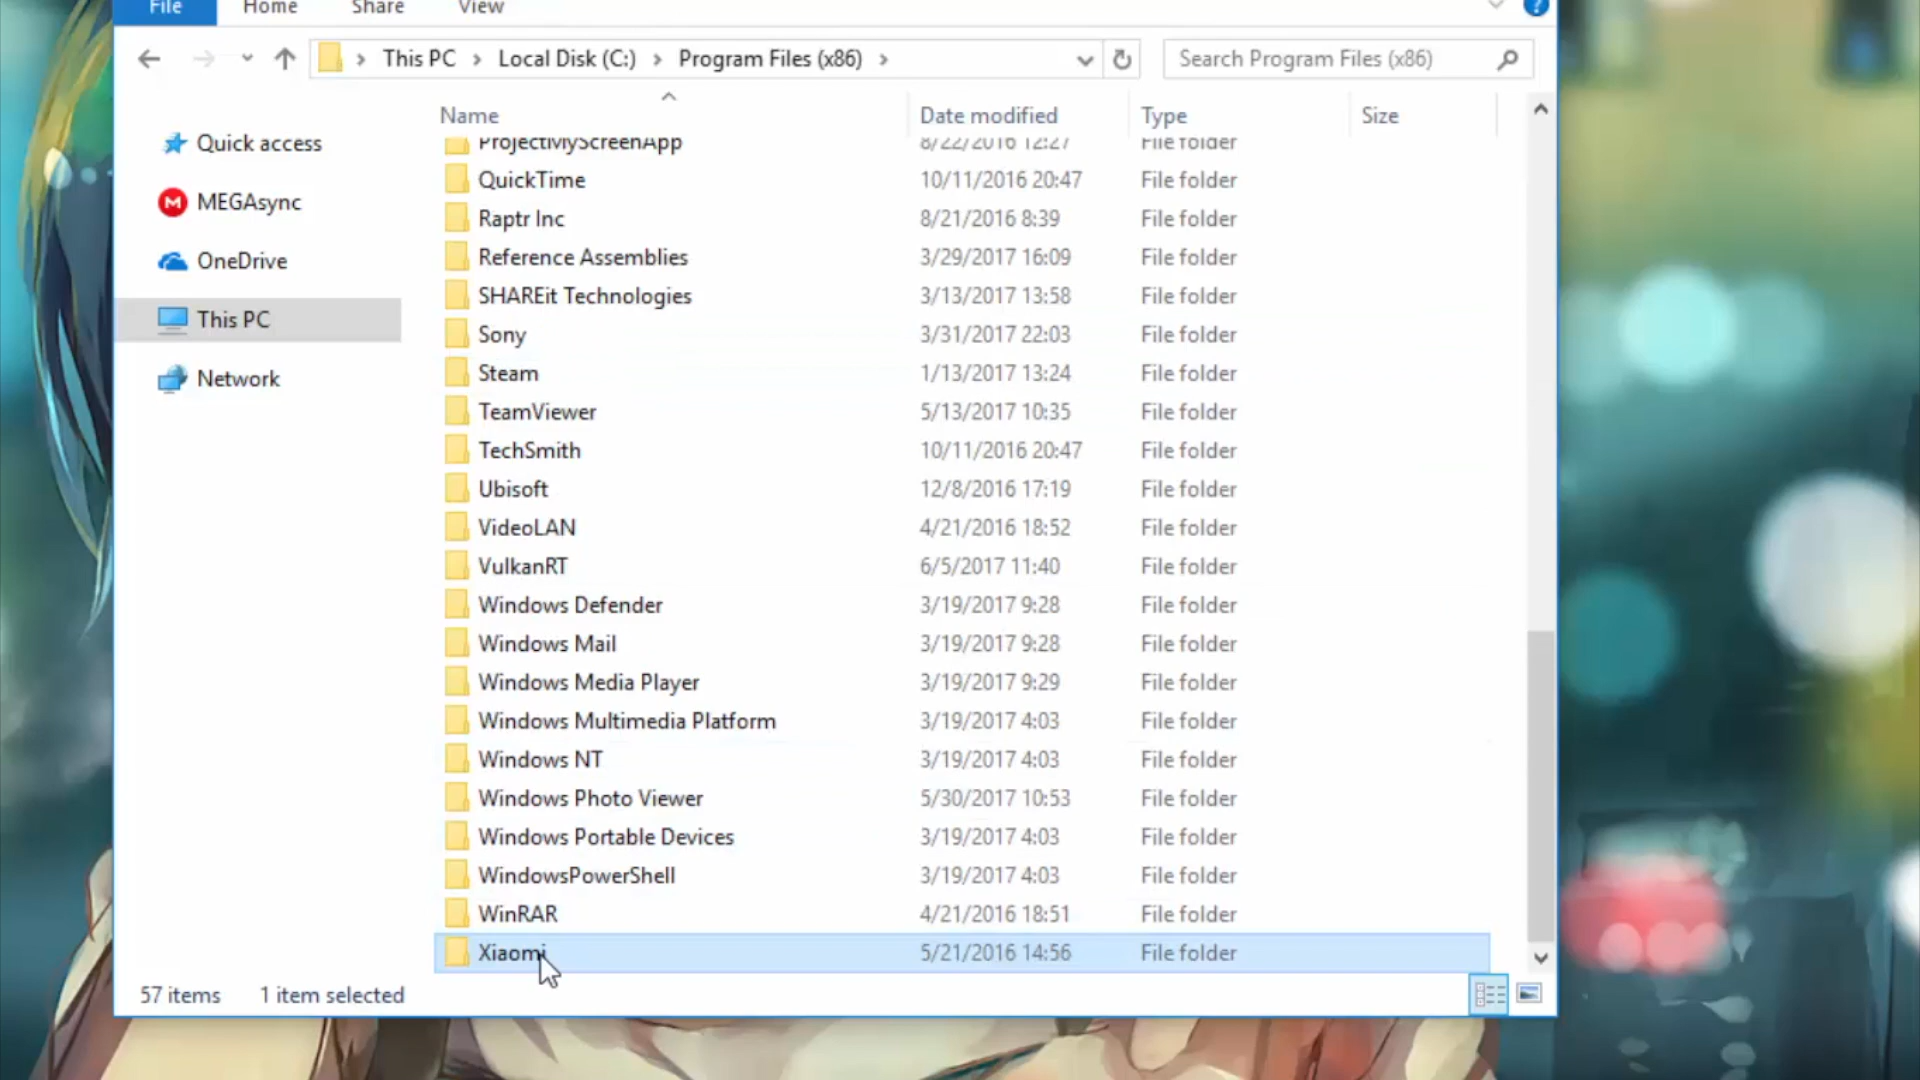 File Home Share View
This PC Local Disk (C:) Program Files (x86) Search Program Files (x86)
Name Date modified Type Size
Quick access
MEGAsync
OneDrive
This PC
Network
ProjectMyScreenApp 8/22/2016 12:27 File folder
QuickTime 10/11/2016 20:47 File folder
Raptr Inc 8/21/2016 8:39 File folder
Reference Assemblies 3/29/2017 16:09 File folder
SHAREit Technologies 3/13/2017 13:58 File folder
Sony 3/31/2017 22:03 File folder
Steam 1/13/2017 13:24 File folder
TeamViewer 5/13/2017 10:35 File folder
TechSmith 10/11/2016 20:47 File folder
Ubisoft 12/8/2016 17:19 File folder
VideoLAN 4/21/2016 18:52 File folder
VulkanRT 6/5/2017 11:40 File folder
Windows Defender 3/19/2017 9:28 File folder
Windows Mail 3/19/2017 9:28 File folder
Windows Media Player 3/19/2017 9:29 File folder
Windows Multimedia Platform 3/19/2017 4:03 File folder
Windows NT 3/19/2017 4:03 File folder
Windows Photo Viewer 5/30/2017 10:53 File folder
Windows Portable Devices 3/19/2017 4:03 File folder
WindowsPowerShell 3/19/2017 4:03 File folder
WinRAR 4/21/2016 18:51 File folder
Xiaomi 5/21/2016 14:56 File folder
57 items 1 item selected